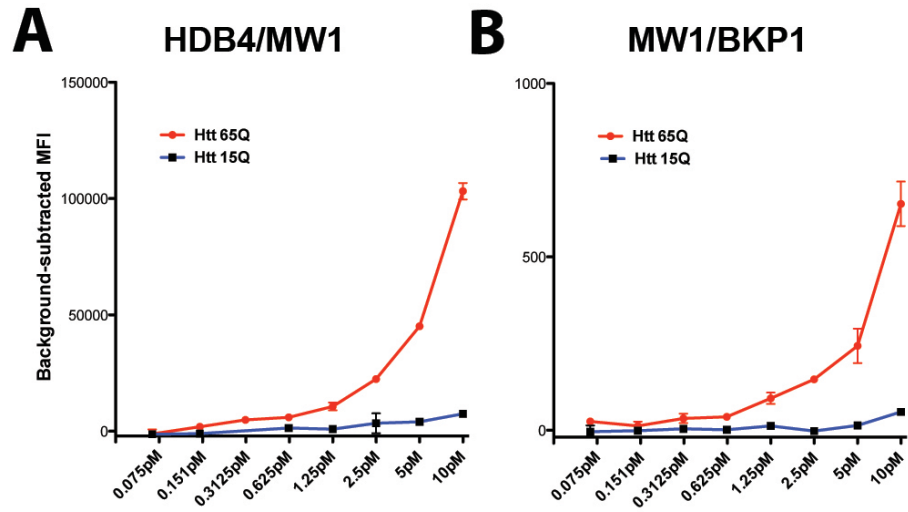 A
HDB4/MW1
Background-subtracted MFI
150000
100000
50000
0
Htt 65Q
Htt 15Q
0.075pM
0.151pM
0.3125pM
0.625pM
1.25pM
2.5pM
5pM
10pM
B
MW1/BKP1
1000
500
0
Htt 65Q
Htt 15Q
0.075pM
0.151pM
0.3125pM
0.625pM
1.25pM
2.5pM
5pM
10pM